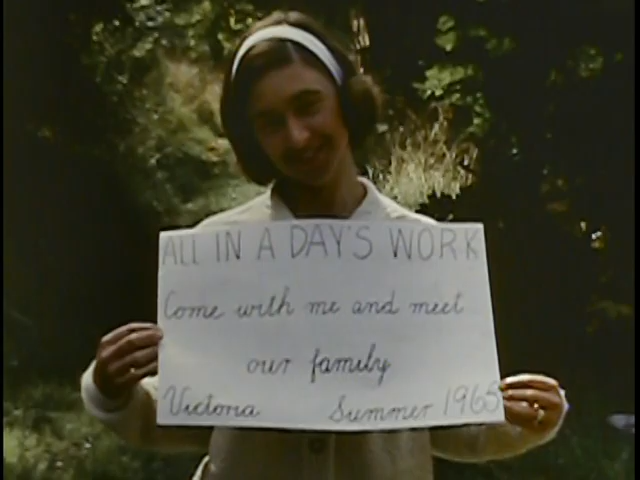 ALL IN A DAY'S WORK
Come with me and meet
our family
Victoria Summer 1965